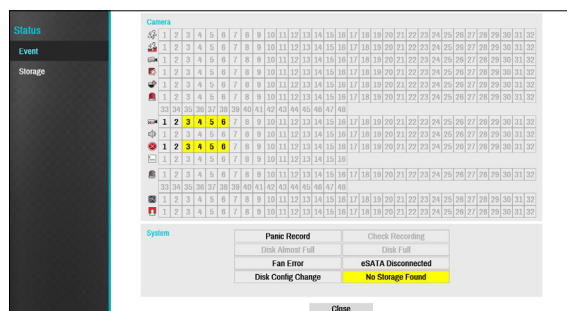 Status
Event
Storage
Camera
1 2 3 4 5 6 7 8 9 10 11 12 13 14 15 16 17 18 19 20 21 22 23 24 25 26 27 28 29 30 31 32
1 2 3 4 5 6 7 8 9 10 11 12 13 14 15 16 17 18 19 20 21 22 23 24 25 26 27 28 29 30 31 32
1 2 3 4 5 6 7 8 9 10 11 12 13 14 15 16 17 18 19 20 21 22 23 24 25 26 27 28 29 30 31 32
1 2 3 4 5 6 7 8 9 10 11 12 13 14 15 16 17 18 19 20 21 22 23 24 25 26 27 28 29 30 31 32
1 2 3 4 5 6 7 8 9 10 11 12 13 14 15 16 17 18 19 20 21 22 23 24 25 26 27 28 29 30 31 32
1 2 3 4 5 6 7 8 9 10 11 12 13 14 15 16 17 18 19 20 21 22 23 24 25 26 27 28 29 30 31 32
33 34 35 36 37 38 39 40 41 42 43 44 45 46 47 48
1 2 3 4 5 6 7 8 9 10 11 12 13 14 15 16 17 18 19 20 21 22 23 24 25 26 27 28 29 30 31 32
1 2 3 4 5 6 7 8 9 10 11 12 13 14 15 16 17 18 19 20 21 22 23 24 25 26 27 28 29 30 31 32
1 2 3 4 5 6 7 8 9 10 11 12 13 14 15 16 17 18 19 20 21 22 23 24 25 26 27 28 29 30 31 32
1 2 3 4 5 6 7 8 9 10 11 12 13 14 15 16
1 2 3 4 5 6 7 8 9 10 11 12 13 14 15 16 17 18 19 20 21 22 23 24 25 26 27 28 29 30 31 32
33 34 35 36 37 38 39 40 41 42 43 44 45 46 47 48
1 2 3 4 5 6 7 8 9 10 11 12 13 14 15 16 17 18 19 20 21 22 23 24 25 26 27 28 29 30 31 32
1 2 3 4 5 6 7 8 9 10 11 12 13 14 15 16 17 18 19 20 21 22 23 24 25 26 27 28 29 30 31 32
System
Panic Record Check Recording
Disk Almost Full Disk Full
Fan Error eSATA Disconnected
Disk Config Change No Storage Found
Close